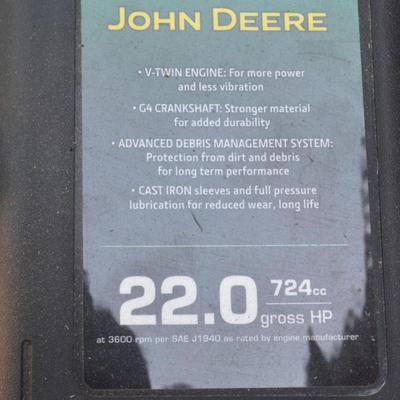 JOHN DEERE
• V-TWIN ENGINE: For more power
and less vibration
• G4 CRANKSHAFT: Stronger material
for added durability
• ADVANCED DEBRIS MANAGEMENT SYSTEM:
Protection from dirt and debris
for long term performance
• CAST IRON sleeves and full pressure
lubrication for reduced wear, long life
22.0 724cc
gross HP
at 3600 rpm per SAE J1940 as rated by engine manufacturer